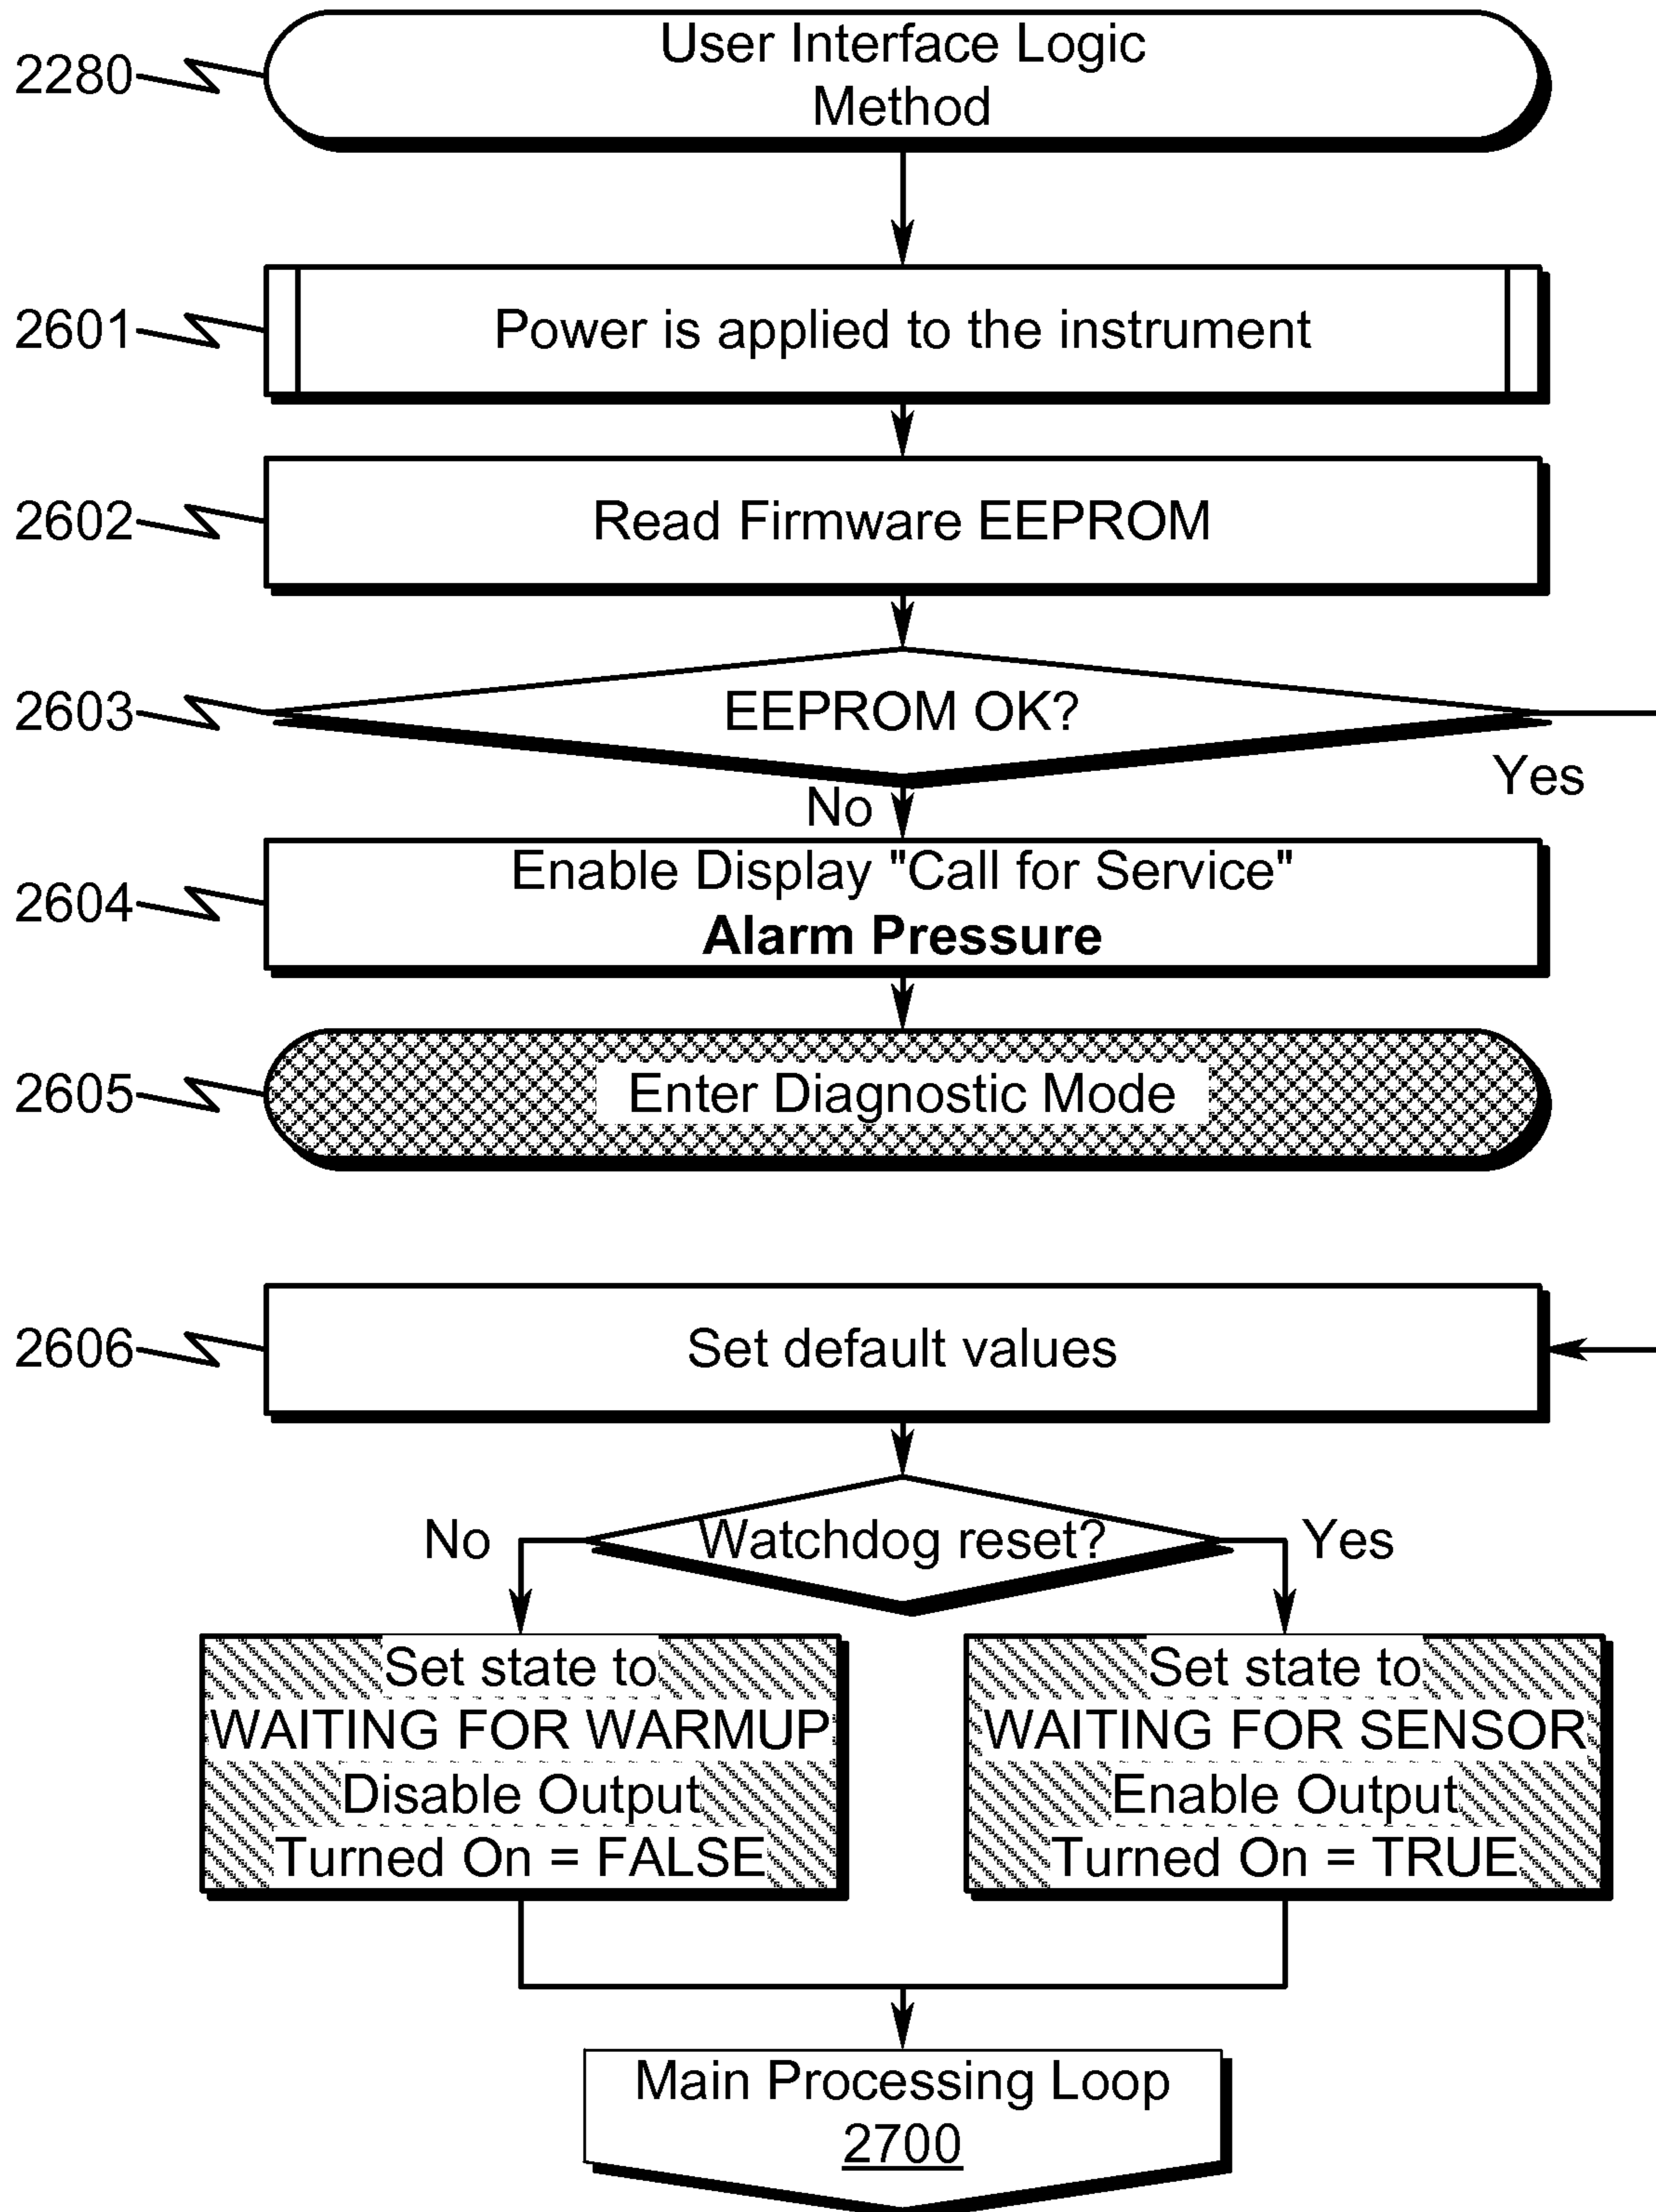 2280
User Interface Logic
Method
2601
Power is applied to the instrument
2602
Read Firmware EEPROM
2603
EEPROM OK?
Yes
No
2604
Enable Display "Call for Service"
Alarm Pressure
2605
Enter Diagnostic Mode
2606
Set default values
No
Watchdog reset?
Yes
Set state to
WAITING FOR WARMUP
Disable Output
Turned On = FALSE
Set state to
WAITING FOR SENSOR
Enable Output
Turned On = TRUE
Main Processing Loop
2700